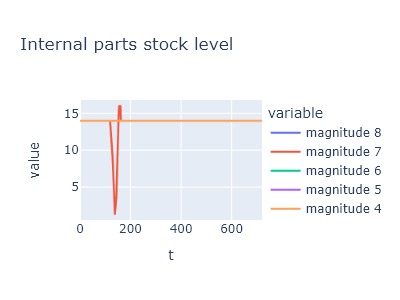 Internal parts stock level
variable
magnitude 8
magnitude 7
magnitude 6
magnitude 5
magnitude 4
value
15
10
5
0
200
400
600
t